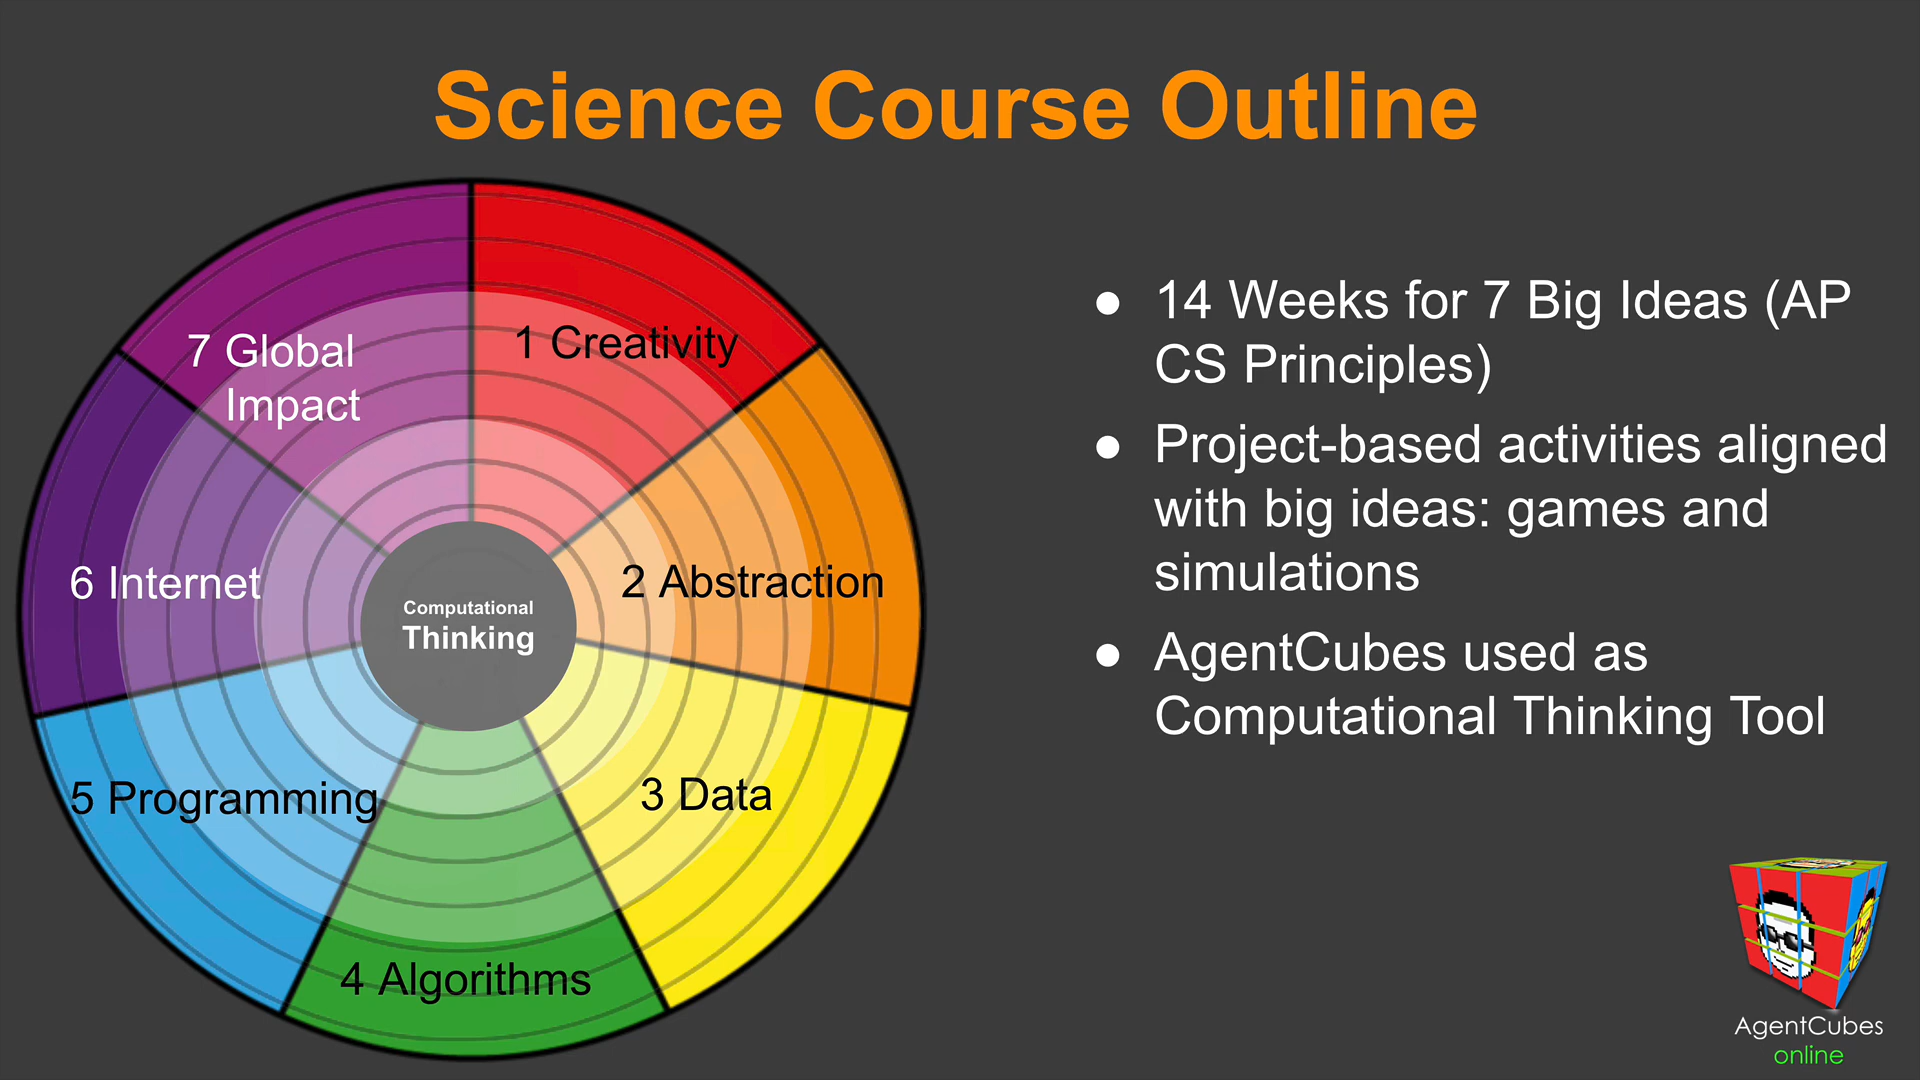 Science Course Outline
7 Global
Impact
1 Creativity
6 Internet
2 Abstraction
Computational
Thinking
5 Programming
3 Data
4 Algorithms
● 14 Weeks for 7 Big Ideas (AP
CS Principles)
● Project-based activities aligned
with big ideas: games and
simulations
● AgentCubes used as
Computational Thinking Tool
AgentCubes
online